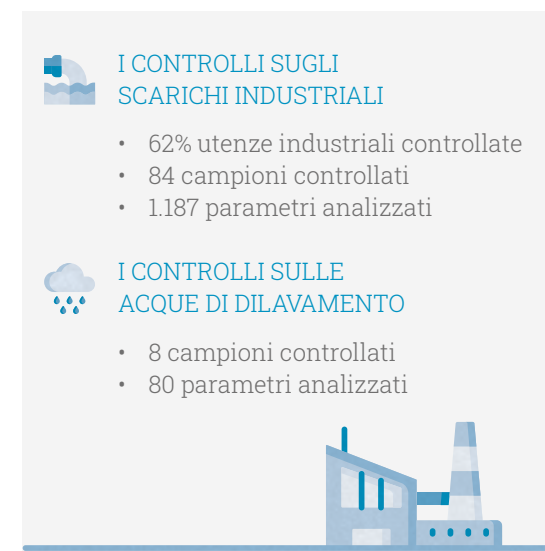 I CONTROLLI SUGLI
SCARICHI INDUSTRIALI
• 62% utenze industriali controllate
• 84 campioni controllati
• 1.187 parametri analizzati
I CONTROLLI SULLE
ACQUE DI DILAVAMENTO
• 8 campioni controllati
• 80 parametri analizzati